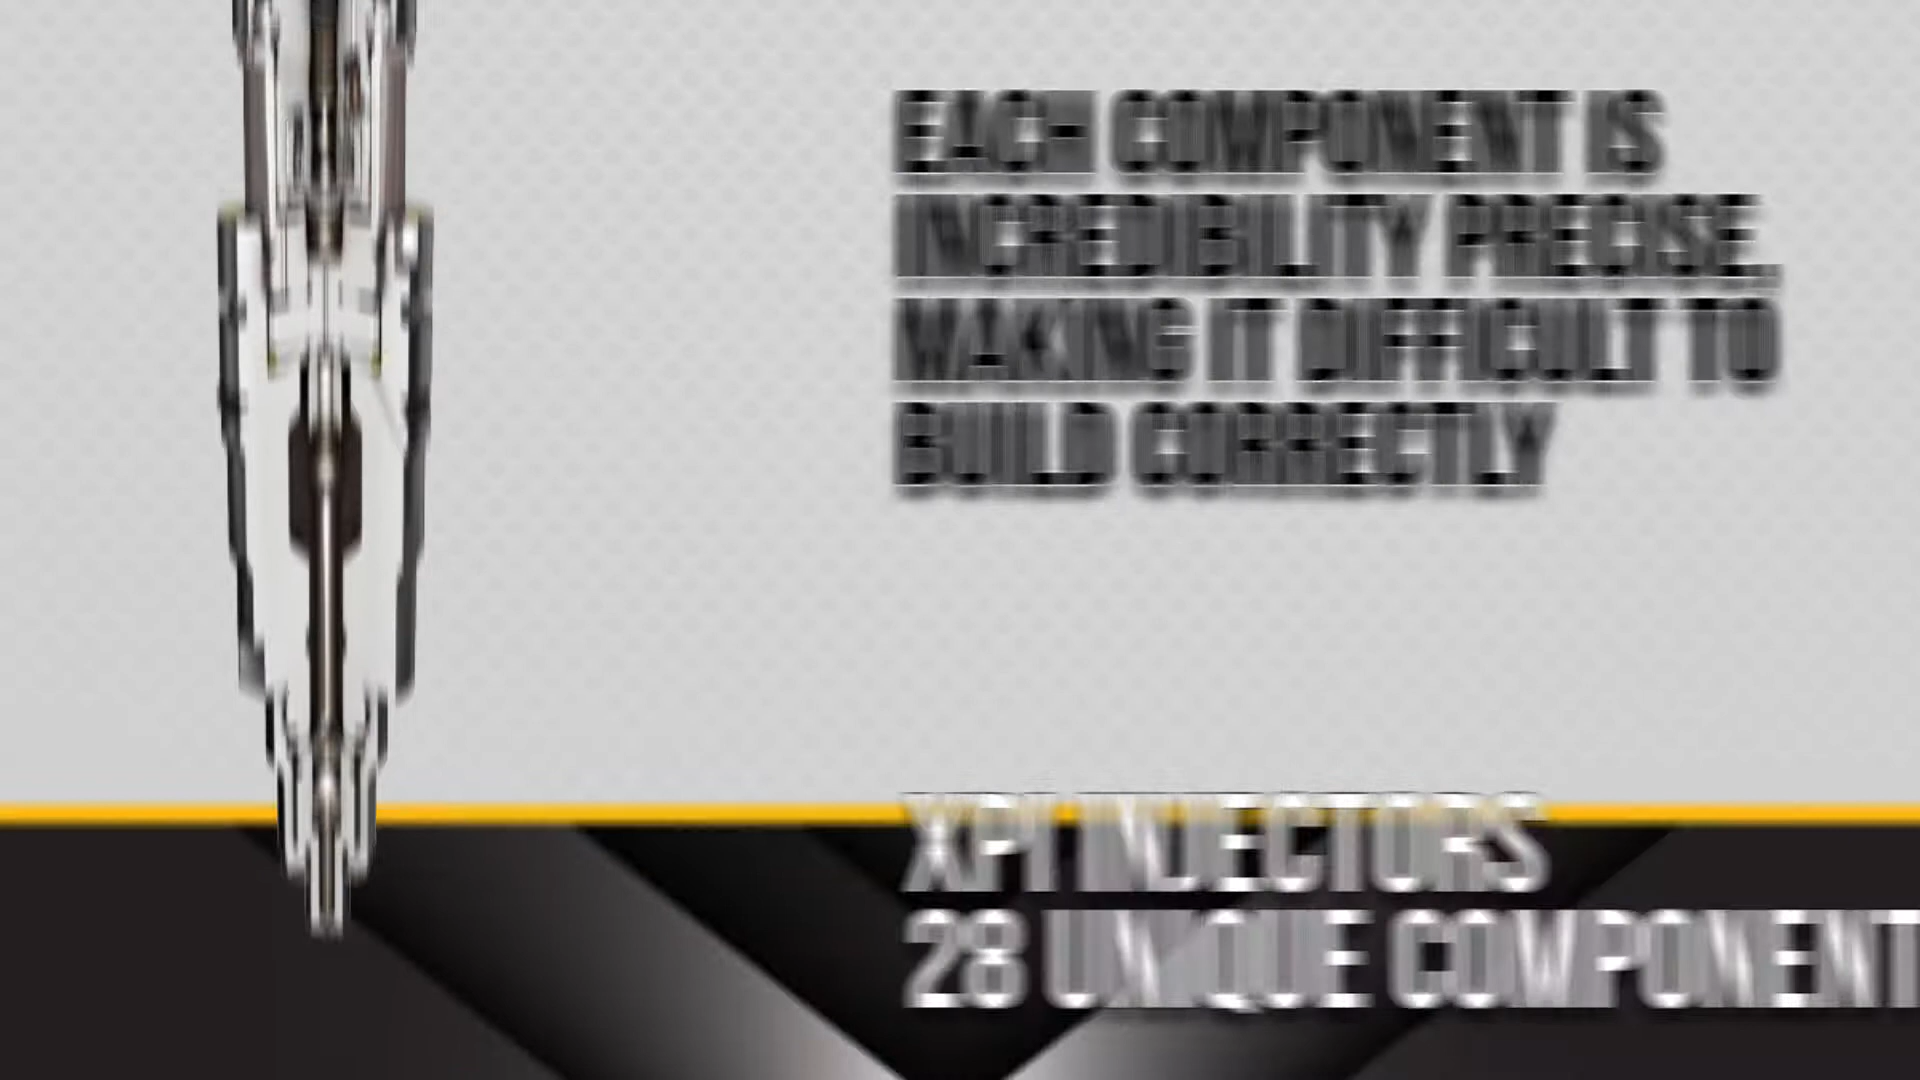 EACH COMPONENT IS
INCREDIBILITY PRECISE,
MAKING IT DIFFICULT TO
BUILD CORRECTLY
XPI INJECTORS
28 UNIQUE COMPONENT